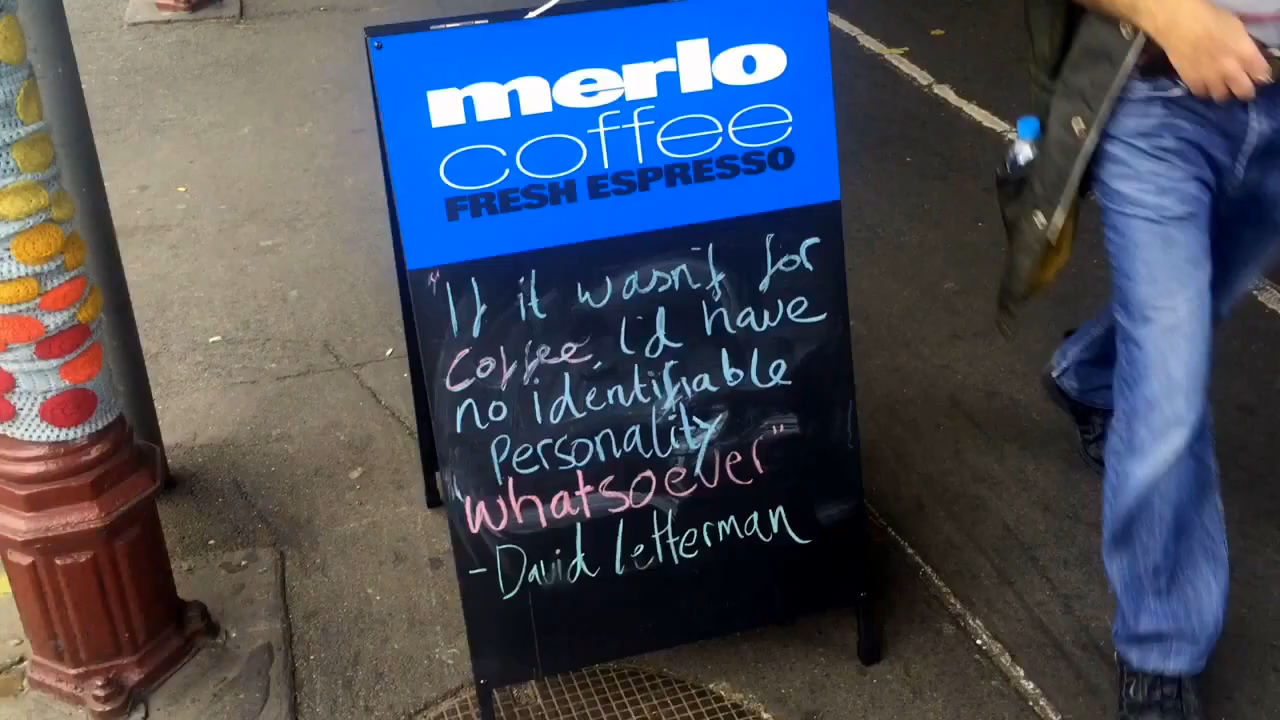 merlo
coffee
FRESH ESPRESSO
"If it wasn't for
coffee, I'd have
no identifiable
personality
whatsoever"
- David Letterman